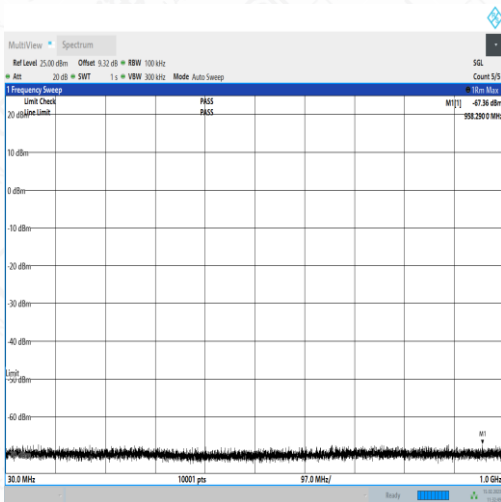 MultiView Spectrum
Ref Level 25.00 dBm Offset 9.32 dB RBW 100 kHz SGL
Att 20 dB SWT 1 s VBW 300 kHz Mode Auto Sweep Count 5/5
1 Frequency Sweep 1Rm Max
Limit Check PASS M1[1] -67.36 dBm
Line Limit PASS 958.2900 MHz
20 dBm
10 dBm
0 dBm
-10 dBm
-20 dBm
-30 dBm
-40 dBm
Limit
-50 dBm
-60 dBm
M1
30.0 MHz 10001 pts 97.0 MHz/ 1.0 GHz
Ready